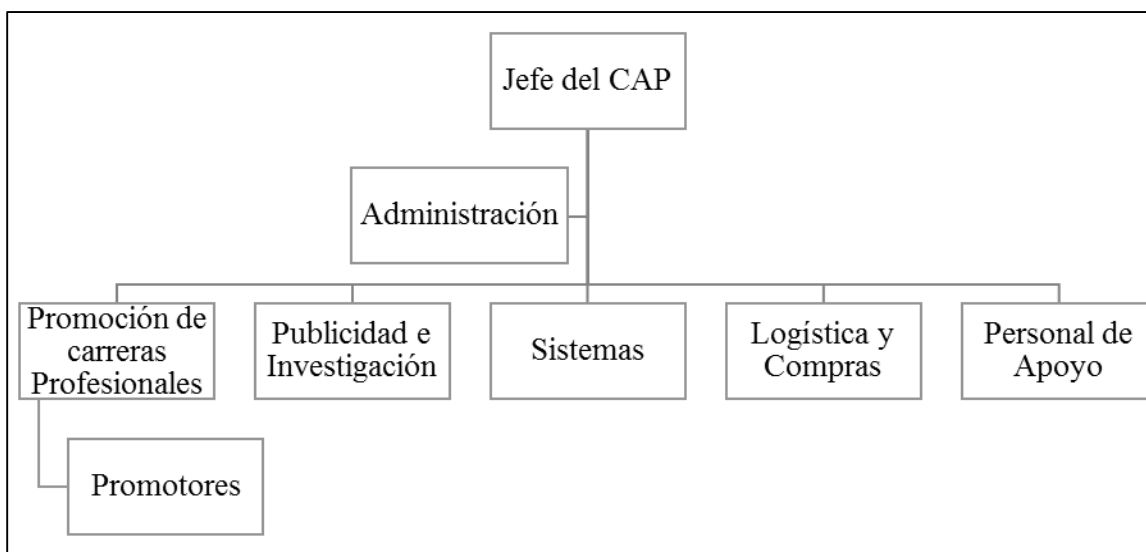 Jefe del CAP
Administración
Promoción de
carreras
Profesionales
Publicidad e
Investigación
Sistemas
Logística y
Compras
Personal de
Apoyo
Promotores